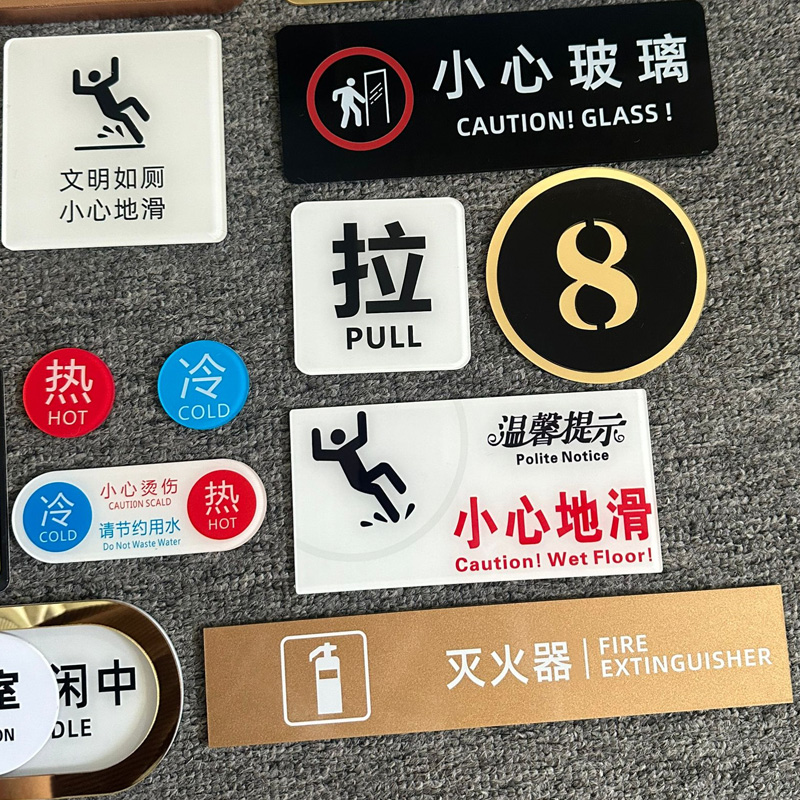 文明如厕
小心地滑
小心玻璃
CAUTION! GLASS !
拉
PULL
8
热
HOT
冷
COLD
温馨提示
Polite Notice
小心地滑
Caution! Wet Floor!
冷
COLD
小心烫伤
CAUTION SCALD
请节约用水
Do Not Waste Water
热
HOT
灭火器
FIRE
EXTINGUISHER
室
ON
闲中
DLE